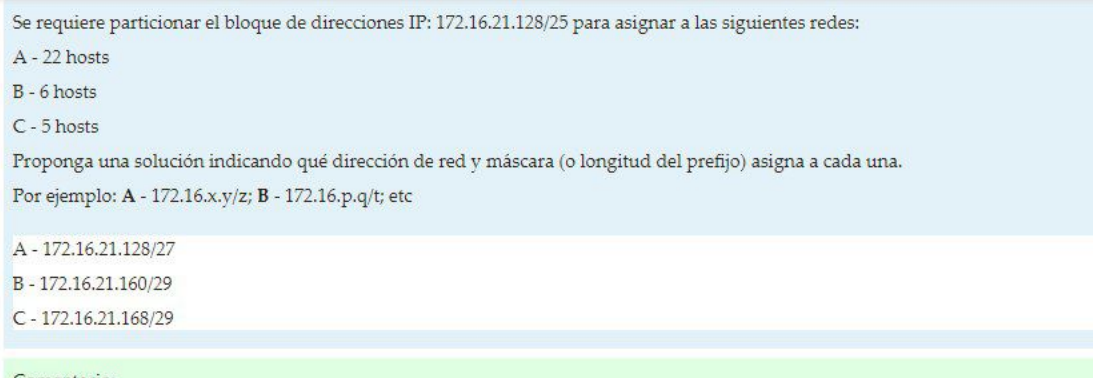 Se requiere particionar el bloque de direcciones IP: 172.16.21.128/25 para asignar a las siguientes redes:
A - 22 hosts
B - 6 hosts
C - 5 hosts
Proponga una solución indicando qué dirección de red y máscara (o longitud del prefijo) asigna a cada una.
Por ejemplo: A - 172.16.x.y/z; B - 172.16.p.q/t; etc
A - 172.16.21.128/27
B - 172.16.21.160/29
C - 172.16.21.168/29